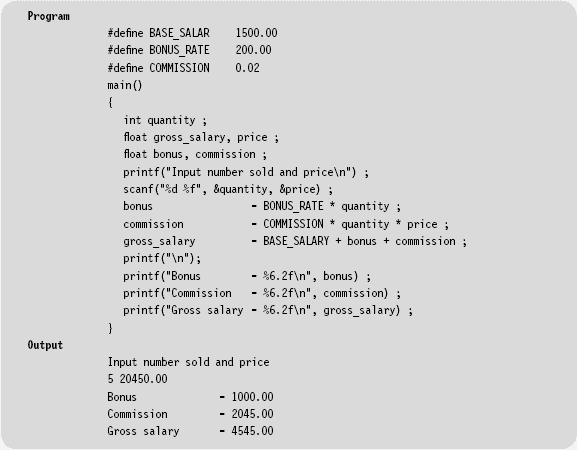 Program
#define BASE_SALAR    1500.00
#define BONUS_RATE    200.00
#define COMMISSION    0.02
main()
{
int quantity ;
float gross_salary, price ;
float bonus, commission ;
printf("Input number sold and price\n") ;
scanf("%d %f", &quantity, &price) ;
bonus             - BONUS_RATE * quantity ;
commission        - COMMISSION * quantity * price ;
gross_salary      - BASE_SALARY + bonus + commission ;
printf("\n");
printf("Bonus        - %6.2f\n", bonus) ;
printf("Commission   - %6.2f\n", commission) ;
printf("Gross salary - %6.2f\n", gross_salary) ;
}
Output
Input number sold and price
5 20450.00
Bonus             - 1000.00
Commission        - 2045.00
Gross salary      - 4545.00